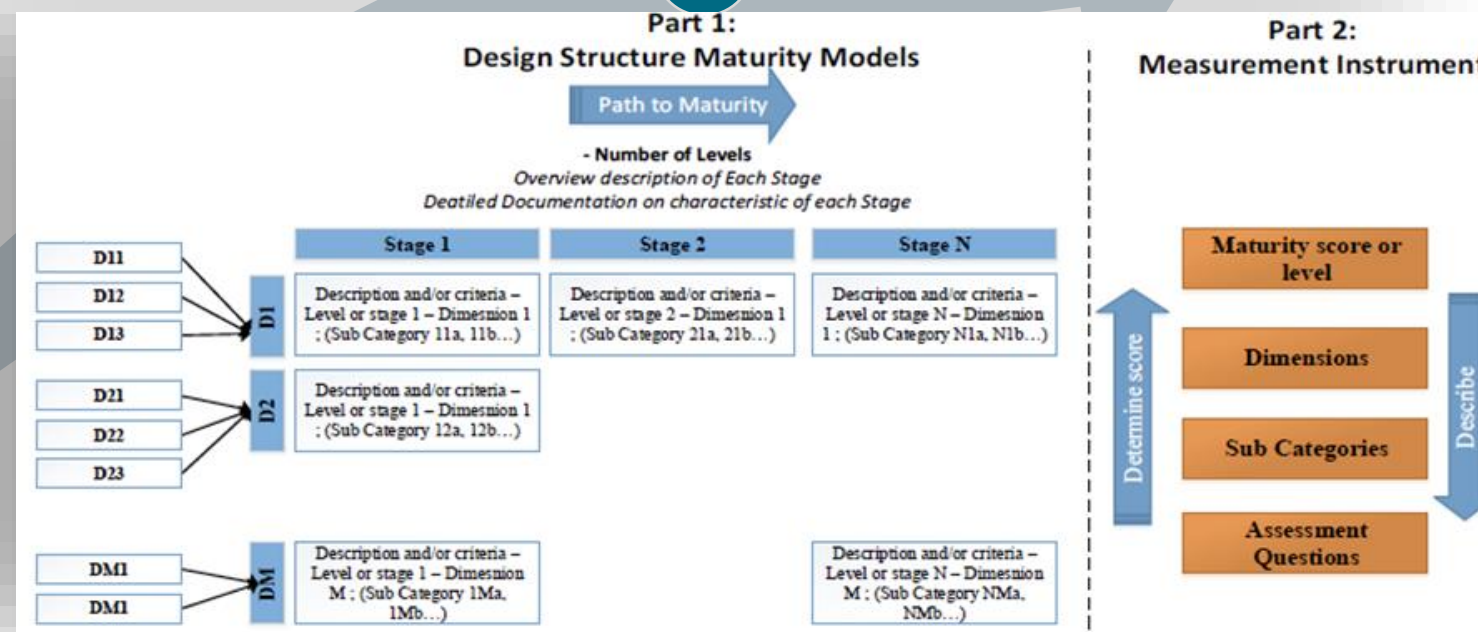 Part 1:
Design Structure Maturity Models
Path to Maturity
- Number of Levels
Overview description of Each Stage
Deatiled Documentation on characteristic of each Stage
Stage 1
Stage 2
Stage N
D11
D12
D13
D1
Description and/or criteria –
Level or stage 1 – Dimesnion 1
; (Sub Category 11a, 11b...)
Description and/or criteria –
Level or stage 2 – Dimesnion 1
; (Sub Category 21a, 21b...)
Description and/or criteria –
Level or stage N – Dimesnion
1 ; (Sub Category N1a, N1b...)
D21
D22
D23
D2
Description and/or criteria –
Level or stage 1 – Dimesnion 1
; (Sub Category 12a, 12b...)
DM1
DM1
DM
Description and/or criteria –
Level or stage 1 – Dimesnion
M ; (Sub Category 1Ma,
1Mb...)
Description and/or criteria –
Level or stage N – Dimesnion
M ; (Sub Category NMa,
NMb...)
Part 2:
Measurement Instrument
Determine score
Maturity score or
level
Dimensions
Sub Categories
Assessment
Questions
Describe